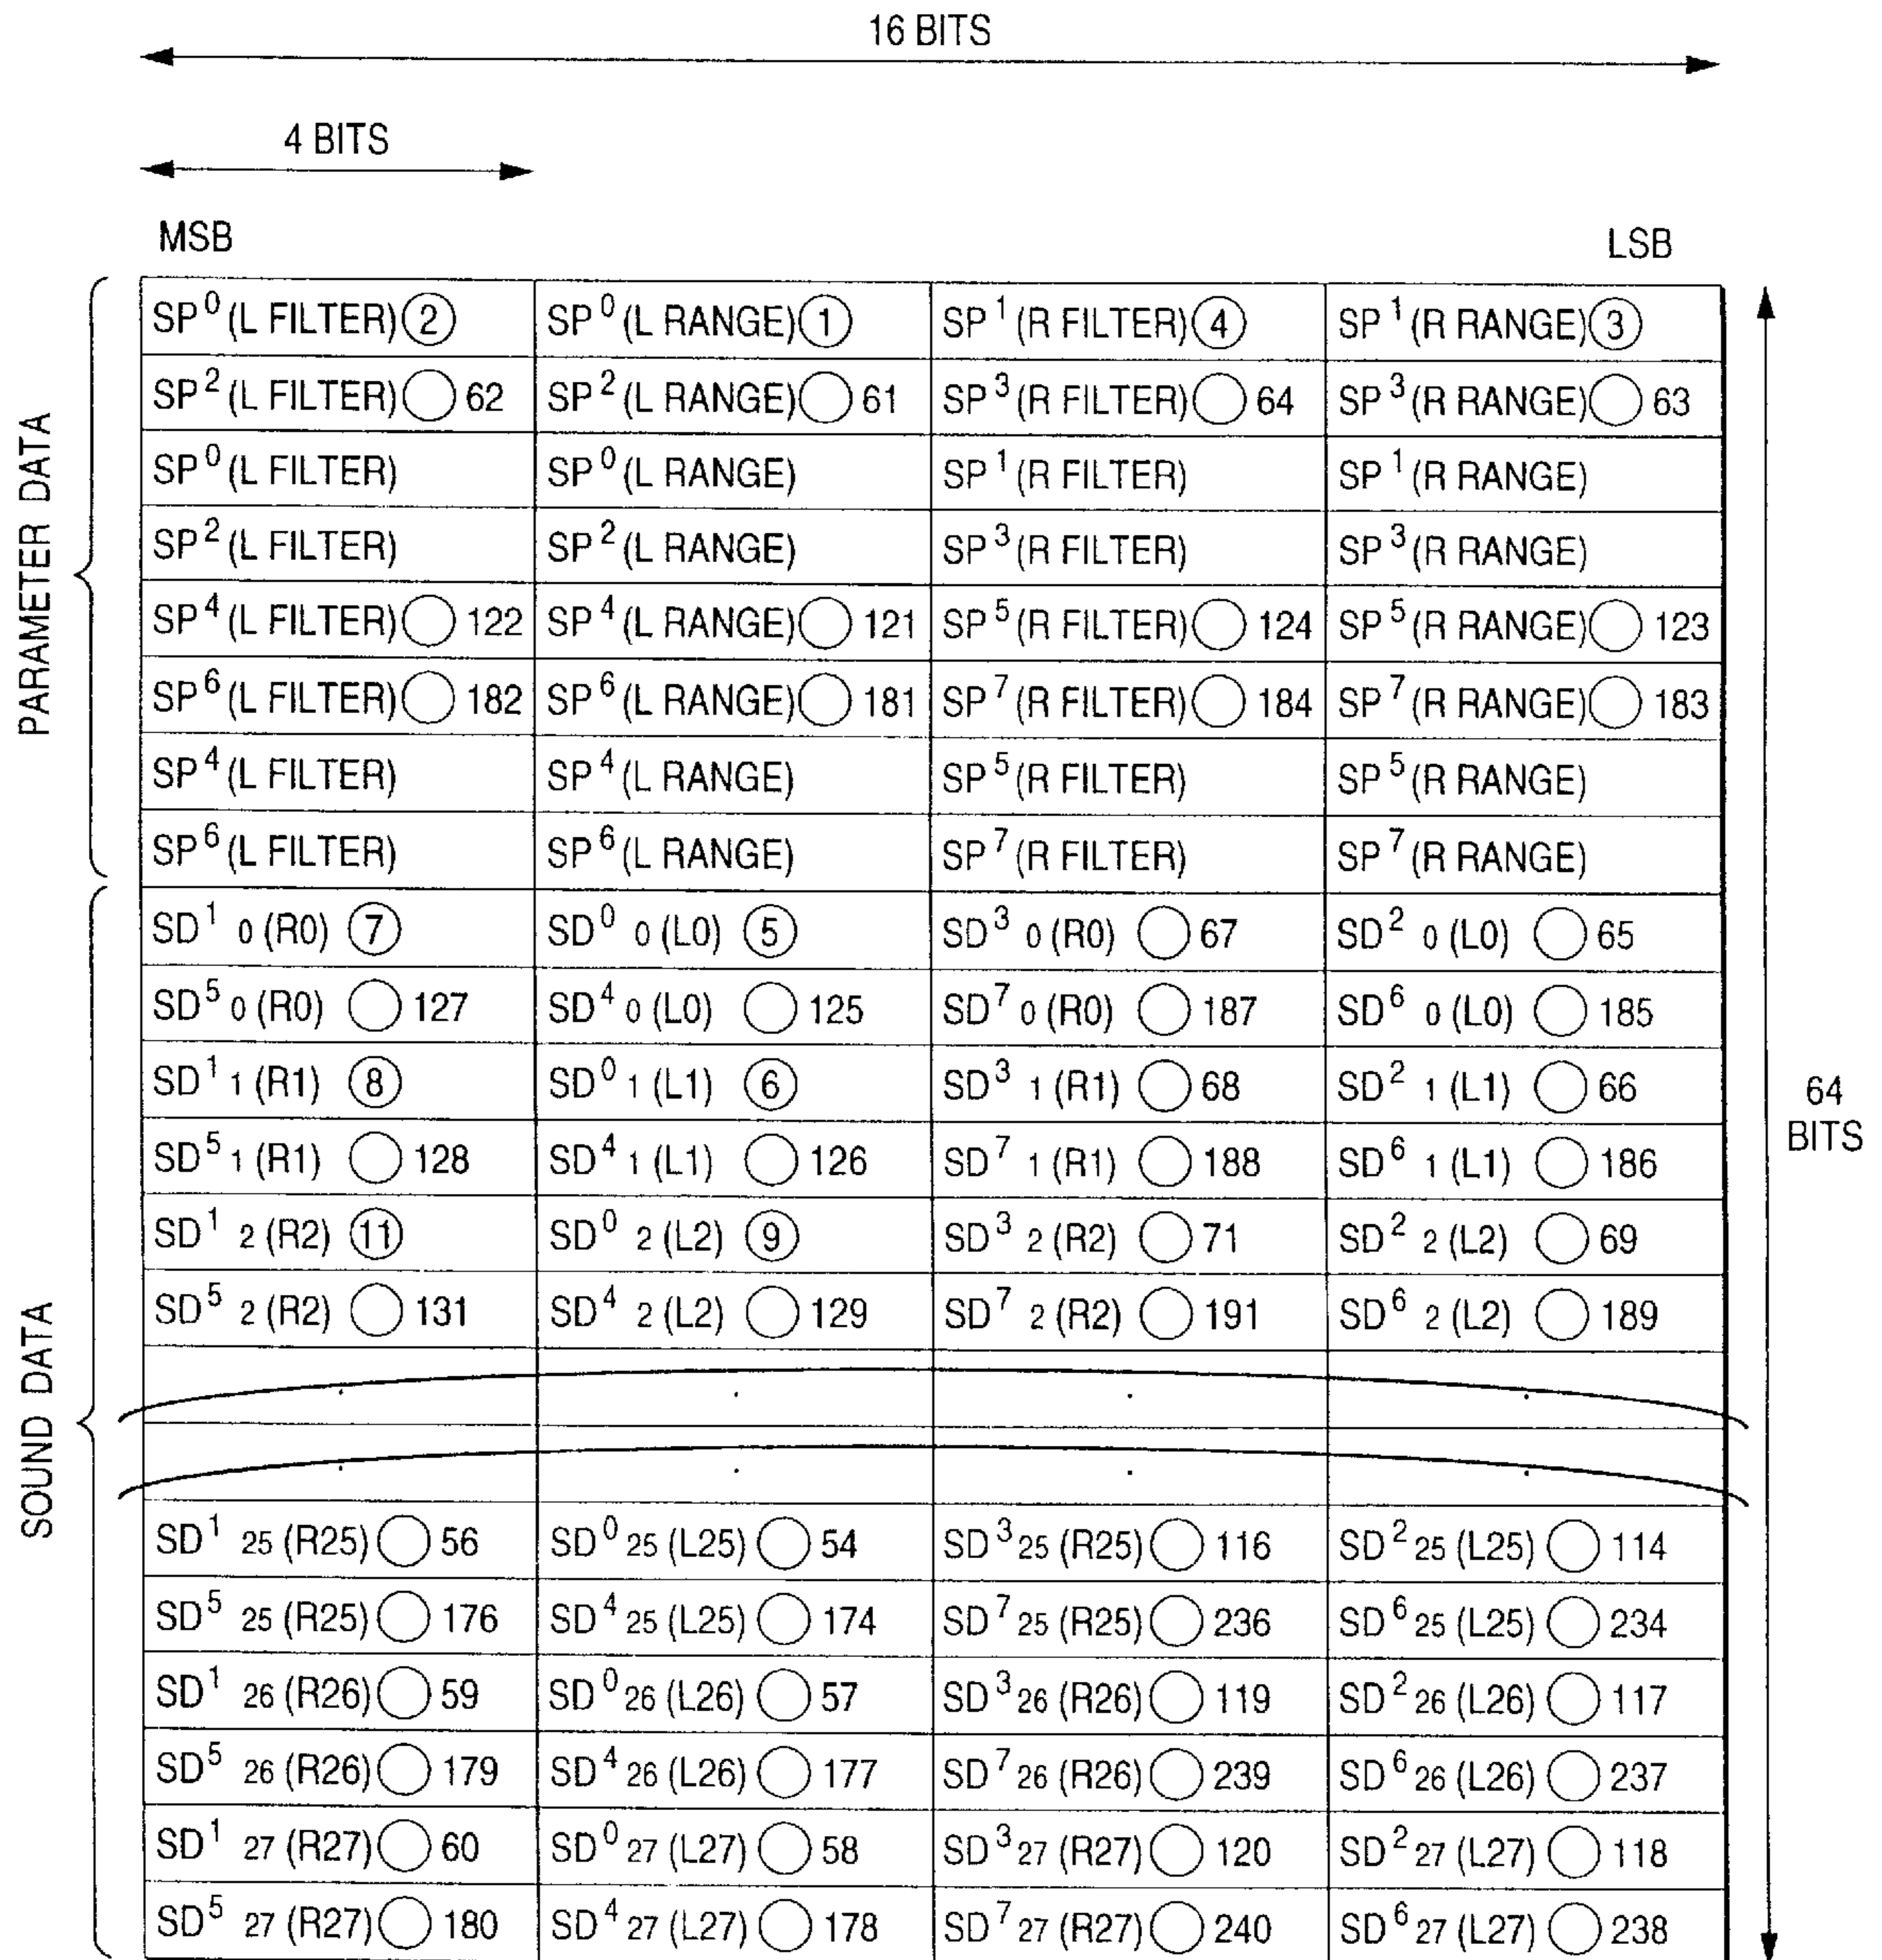 16 BITS
4 BITS
MSB LSB
PARAMETER DATA
SP⁰ (L FILTER) ② SP⁰ (L RANGE) ① SP¹ (R FILTER) ④ SP¹ (R RANGE) ③
SP² (L FILTER) ◯ 62 SP² (L RANGE) ◯ 61 SP³ (R FILTER) ◯ 64 SP³ (R RANGE) ◯ 63
SP⁰ (L FILTER) SP⁰ (L RANGE) SP¹ (R FILTER) SP¹ (R RANGE)
SP² (L FILTER) SP² (L RANGE) SP³ (R FILTER) SP³ (R RANGE)
SP⁴ (L FILTER) ◯ 122 SP⁴ (L RANGE) ◯ 121 SP⁵ (R FILTER) ◯ 124 SP⁵ (R RANGE) ◯ 123
SP⁶ (L FILTER) ◯ 182 SP⁶ (L RANGE) ◯ 181 SP⁷ (R FILTER) ◯ 184 SP⁷ (R RANGE) ◯ 183
SP⁴ (L FILTER) SP⁴ (L RANGE) SP⁵ (R FILTER) SP⁵ (R RANGE)
SP⁶ (L FILTER) SP⁶ (L RANGE) SP⁷ (R FILTER) SP⁷ (R RANGE)
SOUND DATA
SD¹ 0 (R0) ⑦ SD⁰ 0 (L0) ⑤ SD³ 0 (R0) ◯ 67 SD² 0 (L0) ◯ 65
SD⁵ 0 (R0) ◯ 127 SD⁴ 0 (L0) ◯ 125 SD⁷ 0 (R0) ◯ 187 SD⁶ 0 (L0) ◯ 185
SD¹ 1 (R1) ⑧ SD⁰ 1 (L1) ⑥ SD³ 1 (R1) ◯ 68 SD² 1 (L1) ◯ 66
SD⁵ 1 (R1) ◯ 128 SD⁴ 1 (L1) ◯ 126 SD⁷ 1 (R1) ◯ 188 SD⁶ 1 (L1) ◯ 186
SD¹ 2 (R2) ⑪ SD⁰ 2 (L2) ⑨ SD³ 2 (R2) ◯ 71 SD² 2 (L2) ◯ 69
SD⁵ 2 (R2) ◯ 131 SD⁴ 2 (L2) ◯ 129 SD⁷ 2 (R2) ◯ 191 SD⁶ 2 (L2) ◯ 189
SD¹ 25 (R25) ◯ 56 SD⁰ 25 (L25) ◯ 54 SD³ 25 (R25) ◯ 116 SD² 25 (L25) ◯ 114
SD⁵ 25 (R25) ◯ 176 SD⁴ 25 (L25) ◯ 174 SD⁷ 25 (R25) ◯ 236 SD⁶ 25 (L25) ◯ 234
SD¹ 26 (R26) ◯ 59 SD⁰ 26 (L26) ◯ 57 SD³ 26 (R26) ◯ 119 SD² 26 (L26) ◯ 117
SD⁵ 26 (R26) ◯ 179 SD⁴ 26 (L26) ◯ 177 SD⁷ 26 (R26) ◯ 239 SD⁶ 26 (L26) ◯ 237
SD¹ 27 (R27) ◯ 60 SD⁰ 27 (L27) ◯ 58 SD³ 27 (R27) ◯ 120 SD² 27 (L27) ◯ 118
SD⁵ 27 (R27) ◯ 180 SD⁴ 27 (L27) ◯ 178 SD⁷ 27 (R27) ◯ 240 SD⁶ 27 (L27) ◯ 238
64
BITS